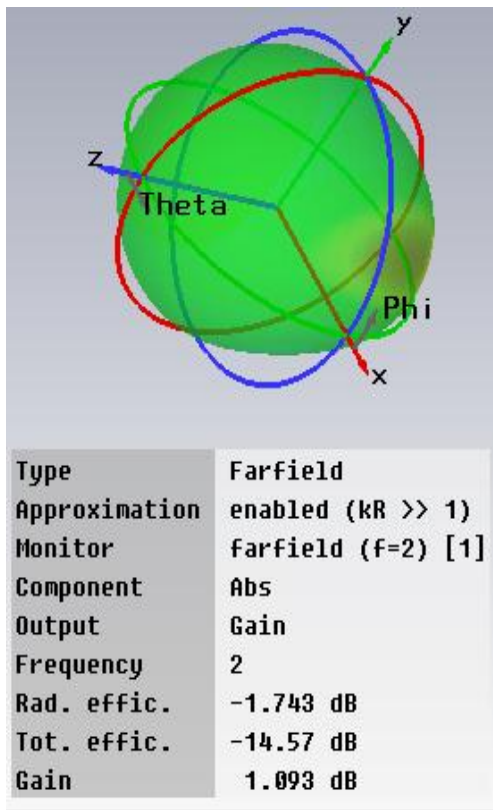 y
z
Theta
Phi
x
Type Farfield
Approximation enabled (kR >> 1)
Monitor farfield (f=2) [1]
Component Abs
Output Gain
Frequency 2
Rad. effic. -1.743 dB
Tot. effic. -14.57 dB
Gain 1.093 dB